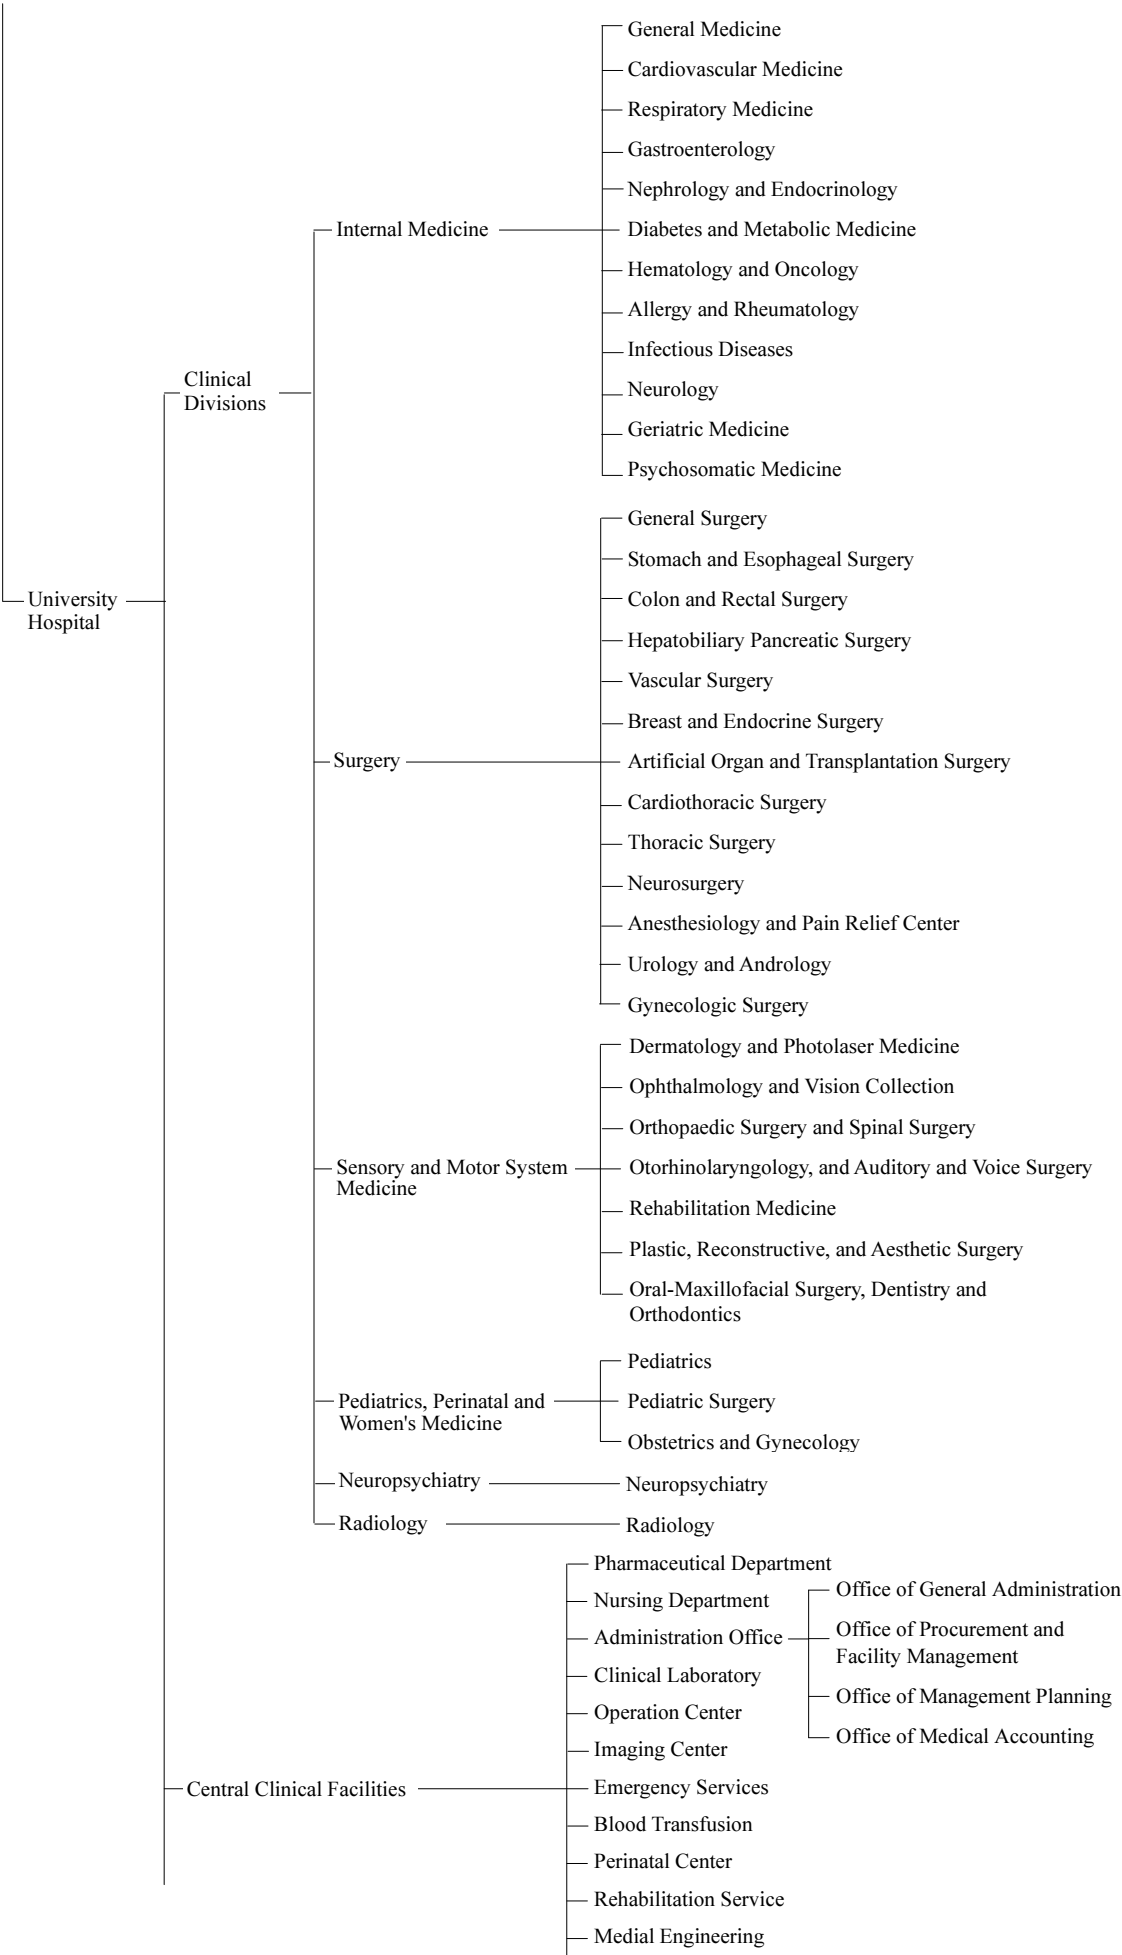 General Medicine
Cardiovascular Medicine
Respiratory Medicine
Gastroenterology
Nephrology and Endocrinology
Internal Medicine
Diabetes and Metabolic Medicine
Hematology and Oncology
Allergy and Rheumatology
Infectious Diseases
Clinical
Divisions
Neurology
Geriatric Medicine
Psychosomatic Medicine
General Surgery
Stomach and Esophageal Surgery
University
Hospital
Colon and Rectal Surgery
Hepatobiliary Pancreatic Surgery
Vascular Surgery
Breast and Endocrine Surgery
Surgery
Artificial Organ and Transplantation Surgery
Cardiothoracic Surgery
Thoracic Surgery
Neurosurgery
Anesthesiology and Pain Relief Center
Urology and Andrology
Gynecologic Surgery
Dermatology and Photolaser Medicine
Ophthalmology and Vision Collection
Orthopaedic Surgery and Spinal Surgery
Sensory and Motor System
Medicine
Otorhinolaryngology, and Auditory and Voice Surgery
Rehabilitation Medicine
Plastic, Reconstructive, and Aesthetic Surgery
Oral-Maxillofacial Surgery, Dentistry and
Orthodontics
Pediatrics
Pediatrics, Perinatal and
Women's Medicine
Pediatric Surgery
Obstetrics and Gynecology
Neuropsychiatry
Neuropsychiatry
Radiology
Radiology
Pharmaceutical Department
Nursing Department
Administration Office
Office of General Administration
Office of Procurement and
Facility Management
Office of Management Planning
Office of Medical Accounting
Clinical Laboratory
Operation Center
Imaging Center
Central Clinical Facilities
Emergency Services
Blood Transfusion
Perinatal Center
Rehabilitation Service
Medial Engineering